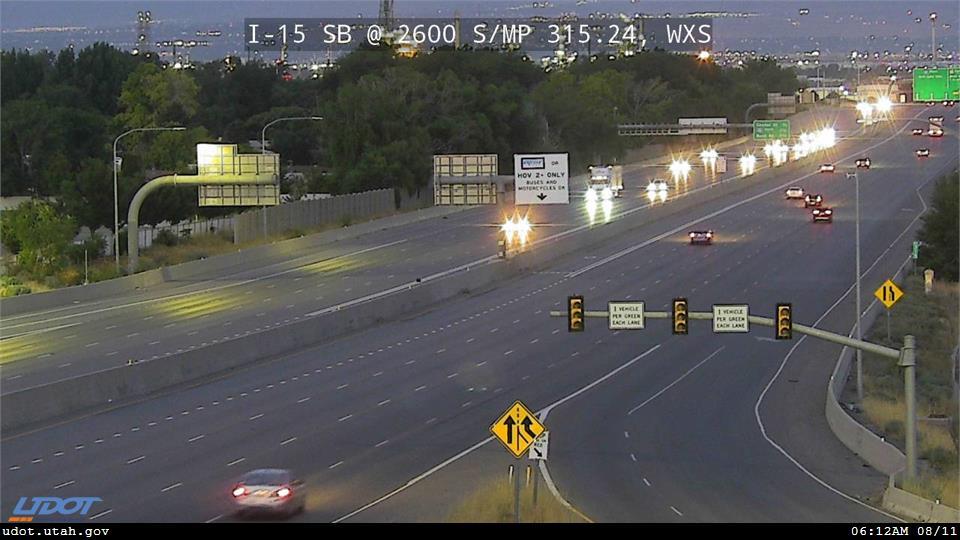 I-15 SB @ 2600 S/MP 315.24 WXS
OR
HOV 2+ ONLY
BUSES AND
MOTORCYCLES OK
1 VEHICLE
PER GREEN
EACH LANE
1 VEHICLE
PER GREEN
EACH LANE
UDOT
udot.utah.gov
06:12AM 08/11